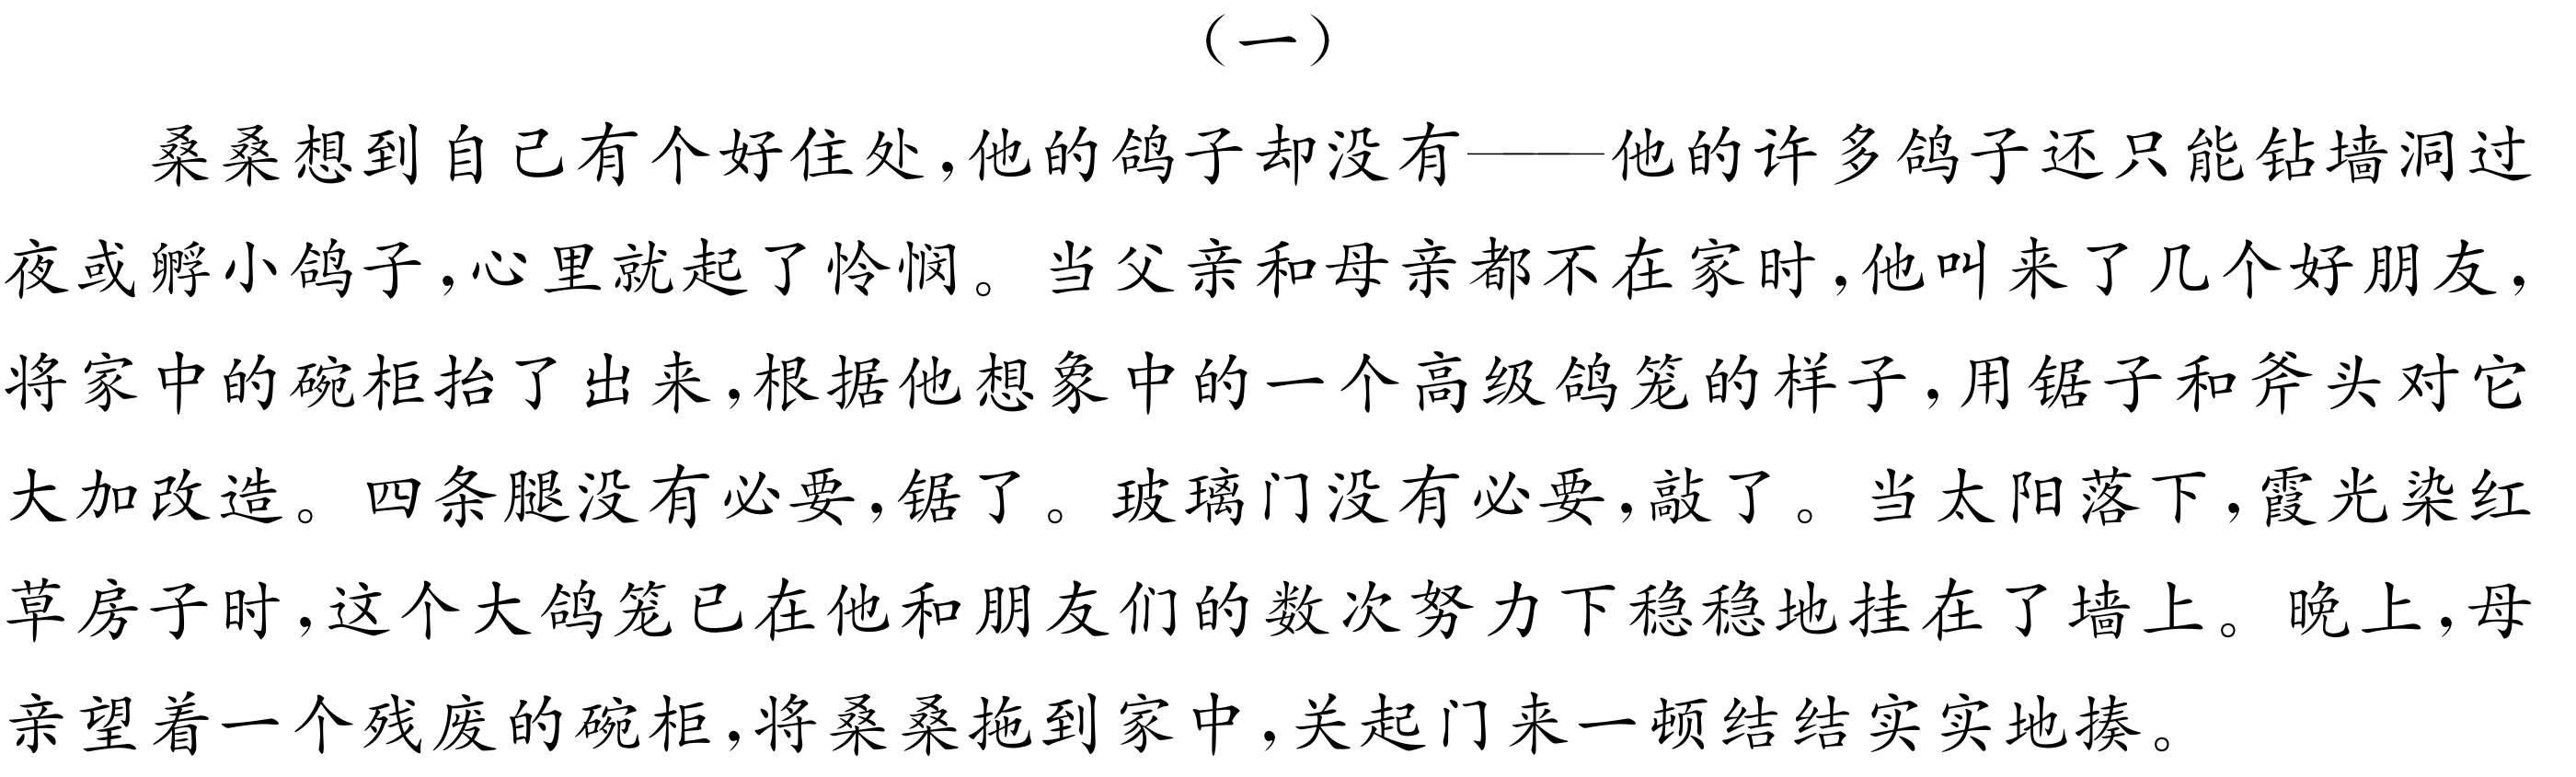 （一）
桑桑想到自己有个好住处,他的鸽子却没有——他的许多鸽子还只能钻墙洞过
夜或孵小鸽子,心里就起了怜悯。当父亲和母亲都不在家时,他叫来了几个好朋友,
将家中的碗柜抬了出来,根据他想象中的一个高级鸽笼的样子,用锯子和斧头对它
大加改造。四条腿没有必要,锯了。玻璃门没有必要,敲了。当太阳落下,霞光染红
草房子时,这个大鸽笼已在他和朋友们的数次努力下稳稳地挂在了墙上。晚上,母
亲望着一个残废的碗柜,将桑桑拖到家中,关起门来一顿结结实实地揍。